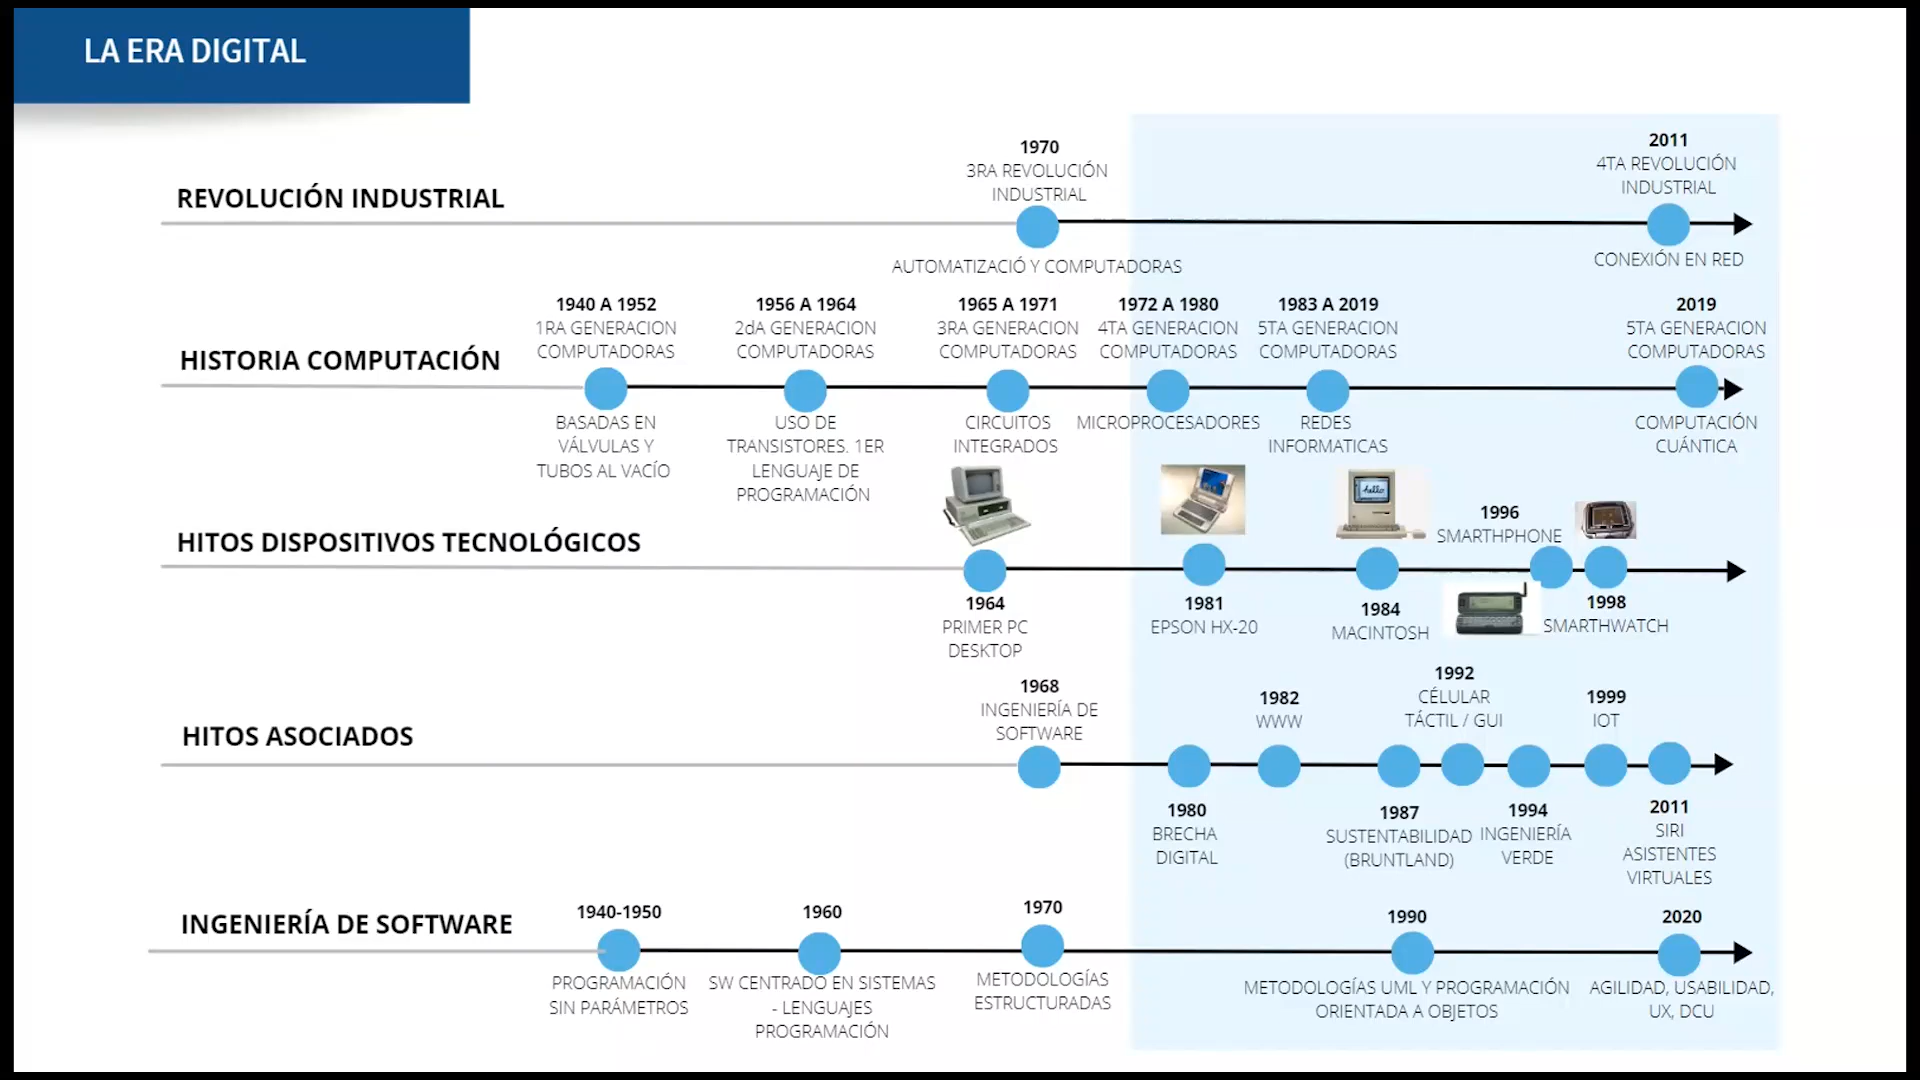 LA ERA DIGITAL
REVOLUCIÓN INDUSTRIAL
1970
3RA REVOLUCIÓN
INDUSTRIAL
AUTOMATIZACIÓ Y COMPUTADORAS
2011
4TA REVOLUCIÓN
INDUSTRIAL
CONEXIÓN EN RED
HISTORIA COMPUTACIÓN
1940 A 1952
1RA GENERACION
COMPUTADORAS
BASADAS EN
VÁLVULAS Y
TUBOS AL VACÍO
1956 A 1964
2dA GENERACION
COMPUTADORAS
USO DE
TRANSISTORES. 1ER
LENGUAJE DE
PROGRAMACIÓN
1965 A 1971
3RA GENERACION
COMPUTADORAS
CIRCUITOS
INTEGRADOS
1972 A 1980
4TA GENERACION
COMPUTADORAS
MICROPROCESADORES
1983 A 2019
5TA GENERACION
COMPUTADORAS
REDES
INFORMATICAS
2019
5TA GENERACION
COMPUTADORAS
COMPUTACIÓN
CUÁNTICA
HITOS DISPOSITIVOS TECNOLÓGICOS
1964
PRIMER PC
DESKTOP
1981
EPSON HX-20
hello
1984
MACINTOSH
1996
SMARTHPHONE
1998
SMARTHWATCH
HITOS ASOCIADOS
1968
INGENIERÍA DE
SOFTWARE
1980
BRECHA
DIGITAL
1982
WWW
1987
SUSTENTABILIDAD
(BRUNTLAND)
1992
CÉLULAR
TÁCTIL / GUI
1994
INGENIERÍA
VERDE
1999
IOT
2011
SIRI
ASISTENTES
VIRTUALES
INGENIERÍA DE SOFTWARE
1940-1950
PROGRAMACIÓN
SIN PARÁMETROS
1960
SW CENTRADO EN SISTEMAS
- LENGUAJES
PROGRAMACIÓN
1970
METODOLOGÍAS
ESTRUCTURADAS
1990
METODOLOGÍAS UML Y PROGRAMACIÓN
ORIENTADA A OBJETOS
2020
AGILIDAD, USABILIDAD,
UX, DCU